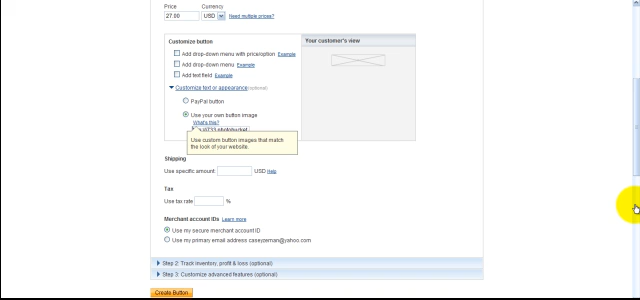 Price Currency
27.00 USD Need multiple prices?
Customize button
Your customer's view
Add drop-down menu with price/option Example
Add drop-down menu Example
Add text field Example
Customize text or appearance (optional)
PayPal button
Use your own button image
What's this?
Use custom button images that match
the look of your website.
Shipping
Use specific amount: USD Help
Tax
Use tax rate %
Merchant account IDs Learn more
Use my secure merchant account ID
Use my primary email address caseyzeman@yahoo.com
Step 2: Track inventory, profit & loss (optional)
Step 3: Customize advanced features (optional)
Create Button